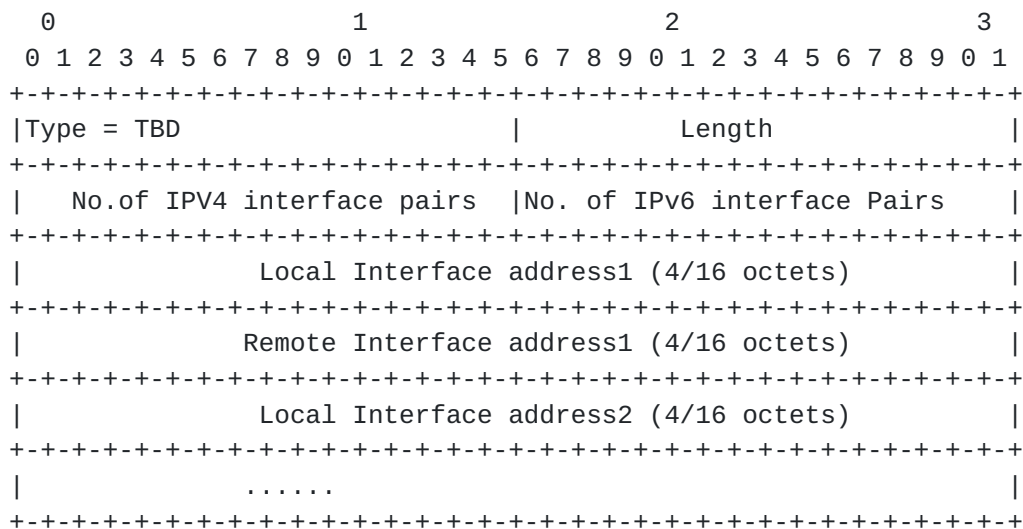 0                   1                   2                   3
 0 1 2 3 4 5 6 7 8 9 0 1 2 3 4 5 6 7 8 9 0 1 2 3 4 5 6 7 8 9 0 1
+-+-+-+-+-+-+-+-+-+-+-+-+-+-+-+-+-+-+-+-+-+-+-+-+-+-+-+-+-+-+-+-+
|Type = TBD                     |          Length               |
+-+-+-+-+-+-+-+-+-+-+-+-+-+-+-+-+-+-+-+-+-+-+-+-+-+-+-+-+-+-+-+-+
|   No.of IPV4 interface pairs  |No. of IPv6 interface Pairs    |
+-+-+-+-+-+-+-+-+-+-+-+-+-+-+-+-+-+-+-+-+-+-+-+-+-+-+-+-+-+-+-+-+
|               Local Interface address1 (4/16 octets)          |
+-+-+-+-+-+-+-+-+-+-+-+-+-+-+-+-+-+-+-+-+-+-+-+-+-+-+-+-+-+-+-+-+
|              Remote Interface address1 (4/16 octets)          |
+-+-+-+-+-+-+-+-+-+-+-+-+-+-+-+-+-+-+-+-+-+-+-+-+-+-+-+-+-+-+-+-+
|               Local Interface address2 (4/16 octets)          |
+-+-+-+-+-+-+-+-+-+-+-+-+-+-+-+-+-+-+-+-+-+-+-+-+-+-+-+-+-+-+-+-+
|              ......                                           |
+-+-+-+-+-+-+-+-+-+-+-+-+-+-+-+-+-+-+-+-+-+-+-+-+-+-+-+-+-+-+-+-+